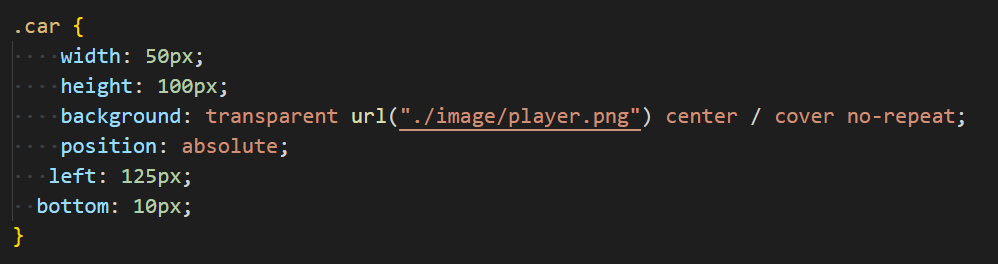 .car {
    width: 50px;
    height: 100px;
    background: transparent url("./image/player.png") center / cover no-repeat;
    position: absolute;
   left: 125px;
  bottom: 10px;
}